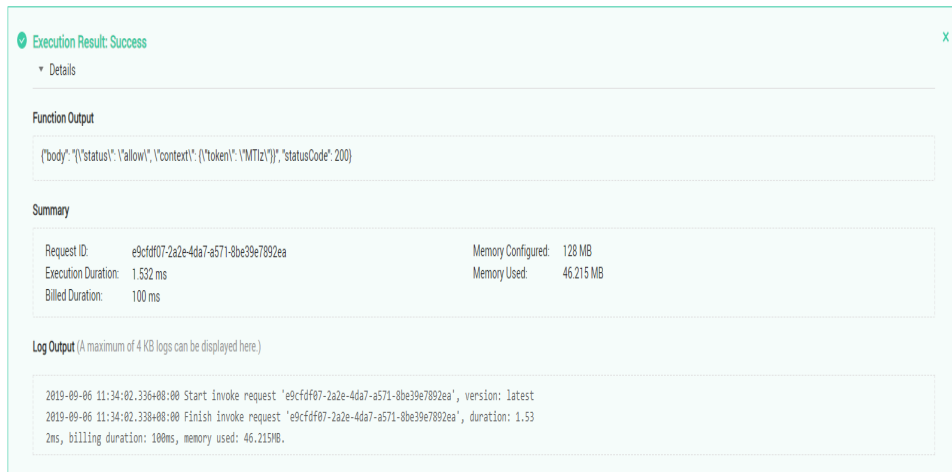 Execution Result: Success
X
Details
Function Output
{"body": "{\"status\": \"allow\", \"context\": {\"token\": \"MTIz\"}}", "statusCode": 200}
Summary
Request ID: e9cfdf07-2a2e-4da7-a571-8be39e7892ea Memory Configured: 128 MB
Execution Duration: 1.532 ms Memory Used: 46.215 MB
Billed Duration: 100 ms
Log Output (A maximum of 4 KB logs can be displayed here.)
2019-09-06 11:34:02.336+08:00 Start invoke request 'e9cfdf07-2a2e-4da7-a571-8be39e7892ea', version: latest
2019-09-06 11:34:02.338+08:00 Finish invoke request 'e9cfdf07-2a2e-4da7-a571-8be39e7892ea', duration: 1.53
2ms, billing duration: 100ms, memory used: 46.215MB.